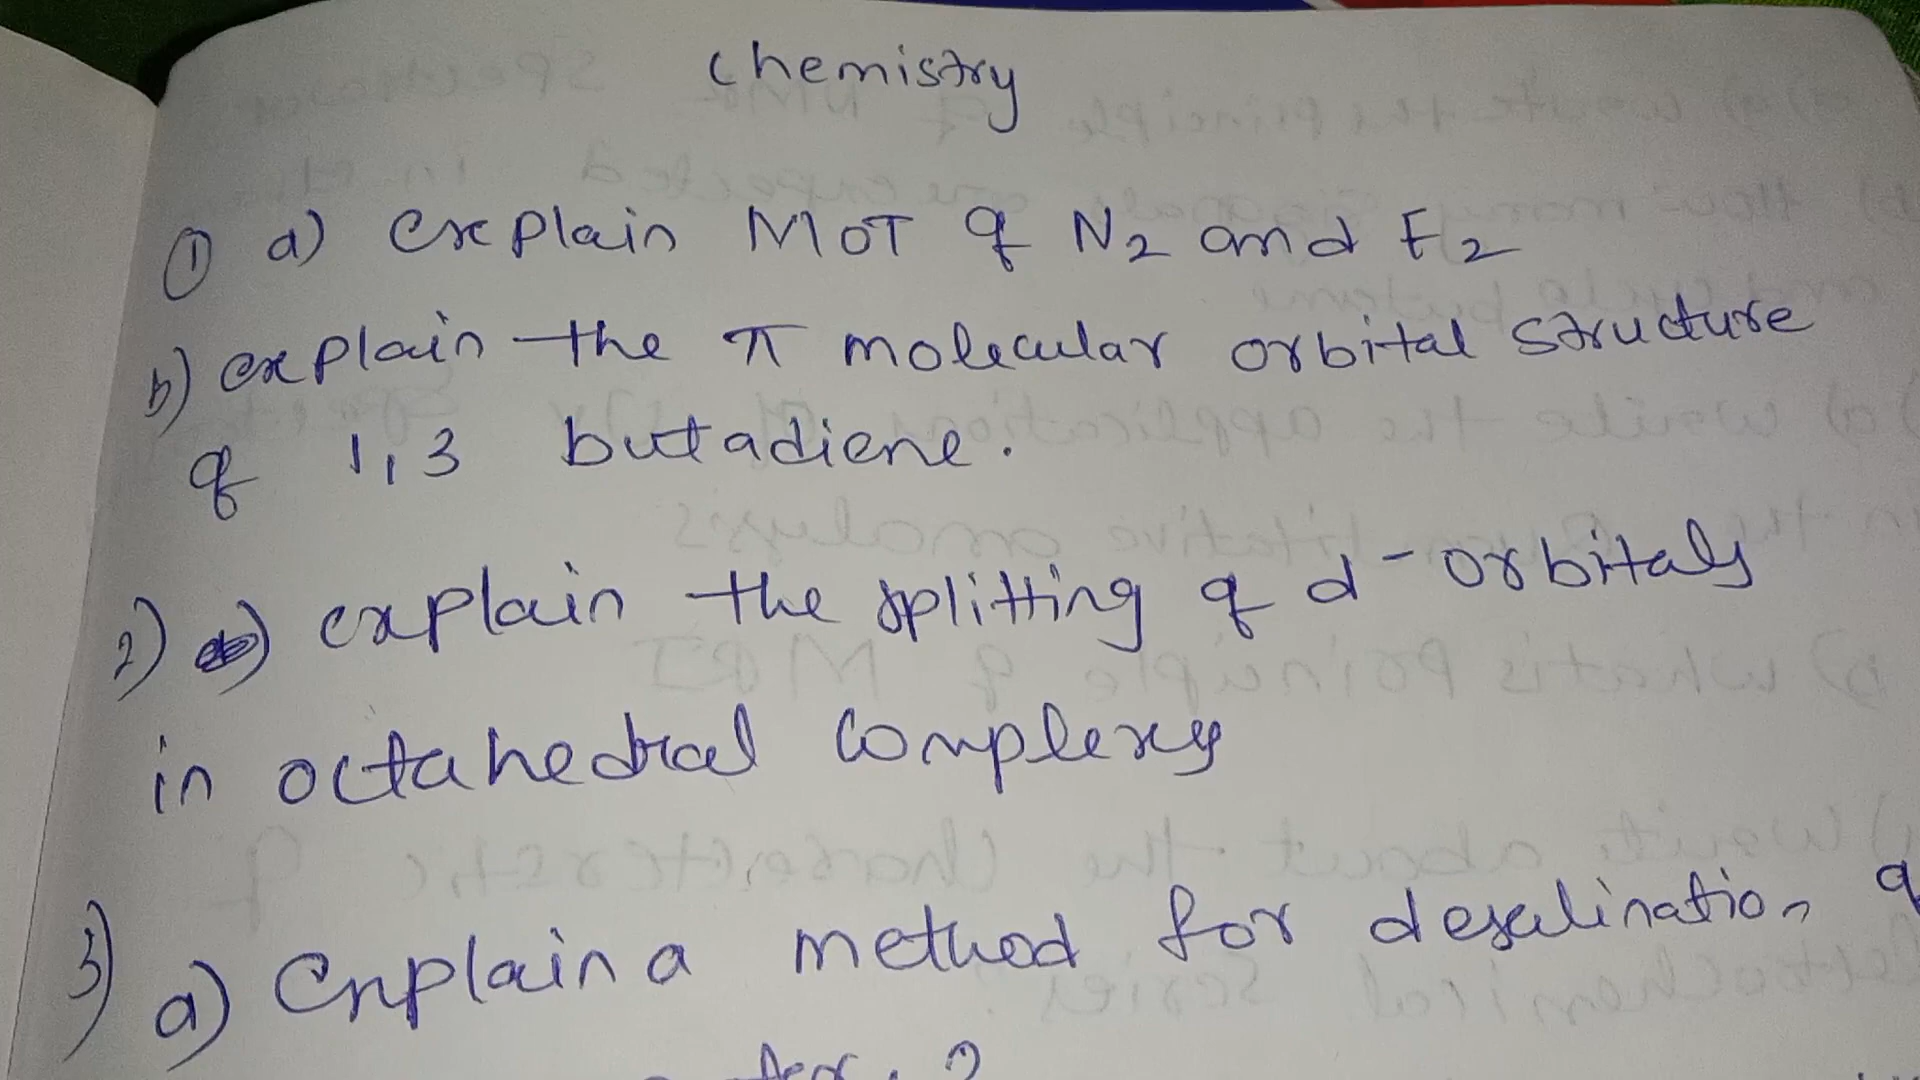 Chemistry
① a) explain MOT of N2 and F2
b) explain the π molecular orbital structure
of 1,3 butadiene.
2) explain the splitting of d-orbitals
in octahedral complexes
3)
a) Explain a method for desalination of
?